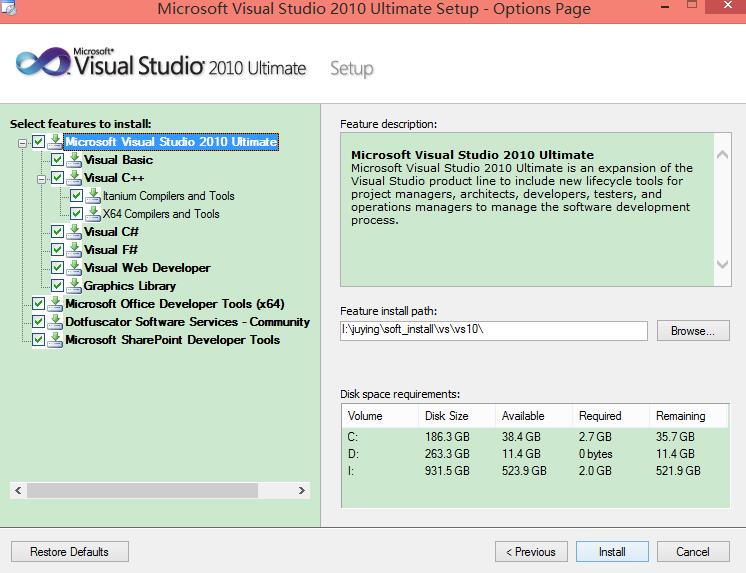 Microsoft Visual Studio 2010 Ultimate Setup - Options Page
Microsoft®
Visual Studio® 2010 Ultimate Setup
Select features to install:
Microsoft Visual Studio 2010 Ultimate
Visual Basic
Visual C++
Itanium Compilers and Tools
X64 Compilers and Tools
Visual C#
Visual F#
Visual Web Developer
Graphics Library
Microsoft Office Developer Tools (x64)
Dotfuscator Software Services - Community
Microsoft SharePoint Developer Tools
Feature description:
Microsoft Visual Studio 2010 Ultimate
Microsoft Visual Studio 2010 Ultimate is an expansion of the
Visual Studio product line to include new lifecycle tools for
project managers, architects, developers, testers, and
operations managers to manage the software development
process.
Feature install path:
I:\juying\soft_install\vs\vs10\
Browse...
Disk space requirements:
Volume Disk Size Available Required Remaining
C: 186.3 GB 38.4 GB 2.7 GB 35.7 GB
D: 263.3 GB 11.4 GB 0 bytes 11.4 GB
I: 931.5 GB 523.9 GB 2.0 GB 521.9 GB
Restore Defaults
< Previous
Install
Cancel